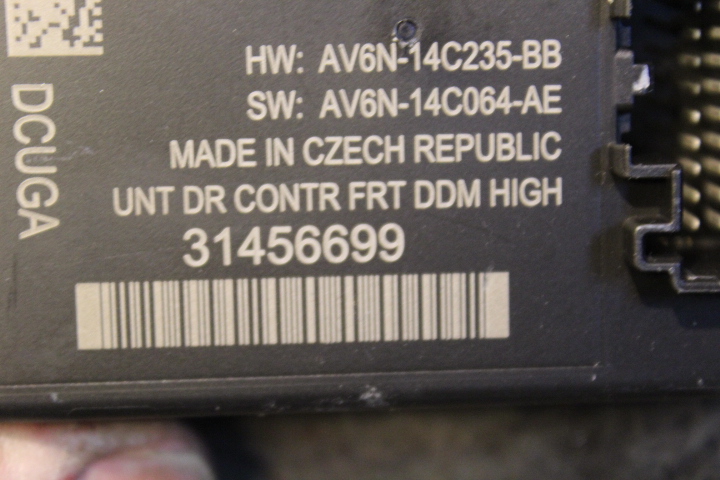 HW: AV6N-14C235-BB
SW: AV6N-14C064-AE
MADE IN CZECH REPUBLIC
UNT DR CONTR FRT DDM HIGH
31456699
DCUGA